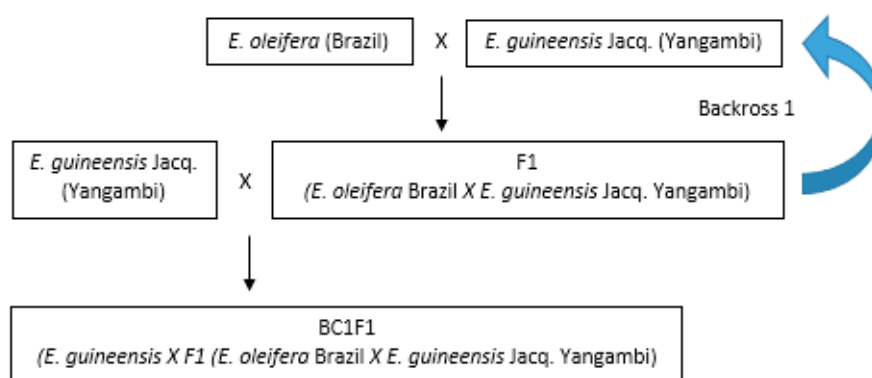 E. oleifera (Brazil)
X
E. guineensis Jacq. (Yangambi)
Backross 1
E. guineensis Jacq.
(Yangambi)
X
F1
(E. oleifera Brazil X E. guineensis Jacq. Yangambi)
BC1F1
(E. guineensis X F1 (E. oleifera Brazil X E. guineensis Jacq. Yangambi)